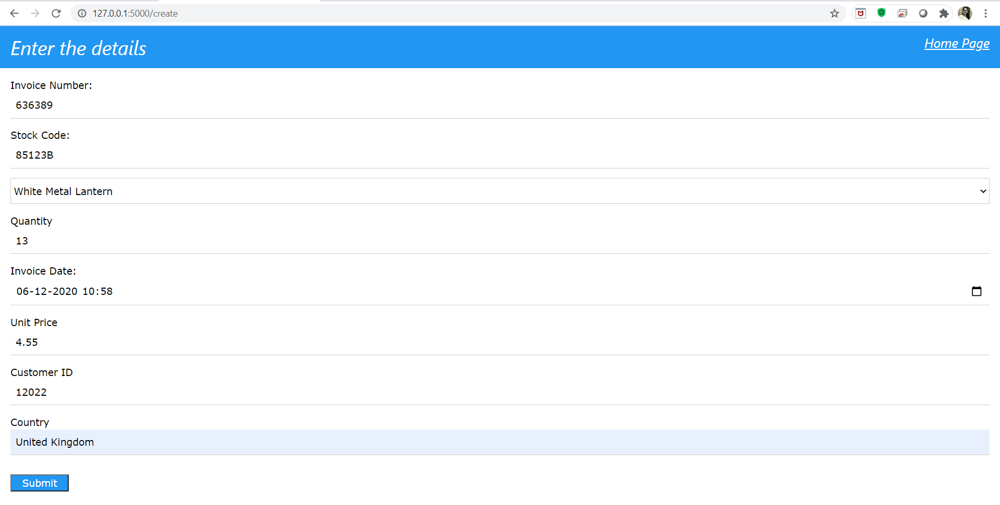 127.0.0.1:5000/create
Enter the details
Home Page
Invoice Number:
636389
Stock Code:
85123B
White Metal Lantern
Quantity
13
Invoice Date:
06-12-2020 10:58
Unit Price
4.55
Customer ID
12022
Country
United Kingdom
Submit